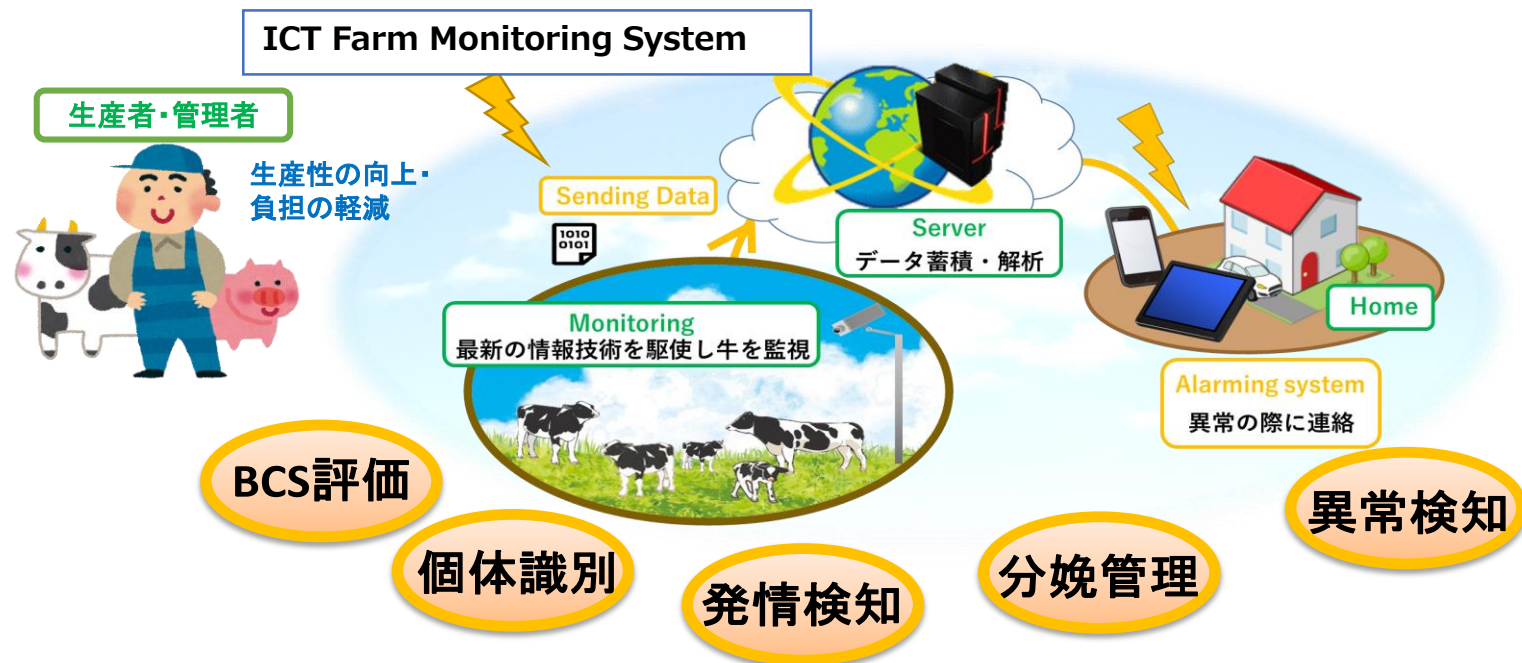 ICT Farm Monitoring System
生産者・管理者
生産性の向上・
負担の軽減
Sending Data
1010
0101
Server
データ蓄積・解析
Monitoring
最新の情報技術を駆使し牛を監視
Home
Alarming system
異常の際に連絡
BCS評価
個体識別
発情検知
分娩管理
異常検知